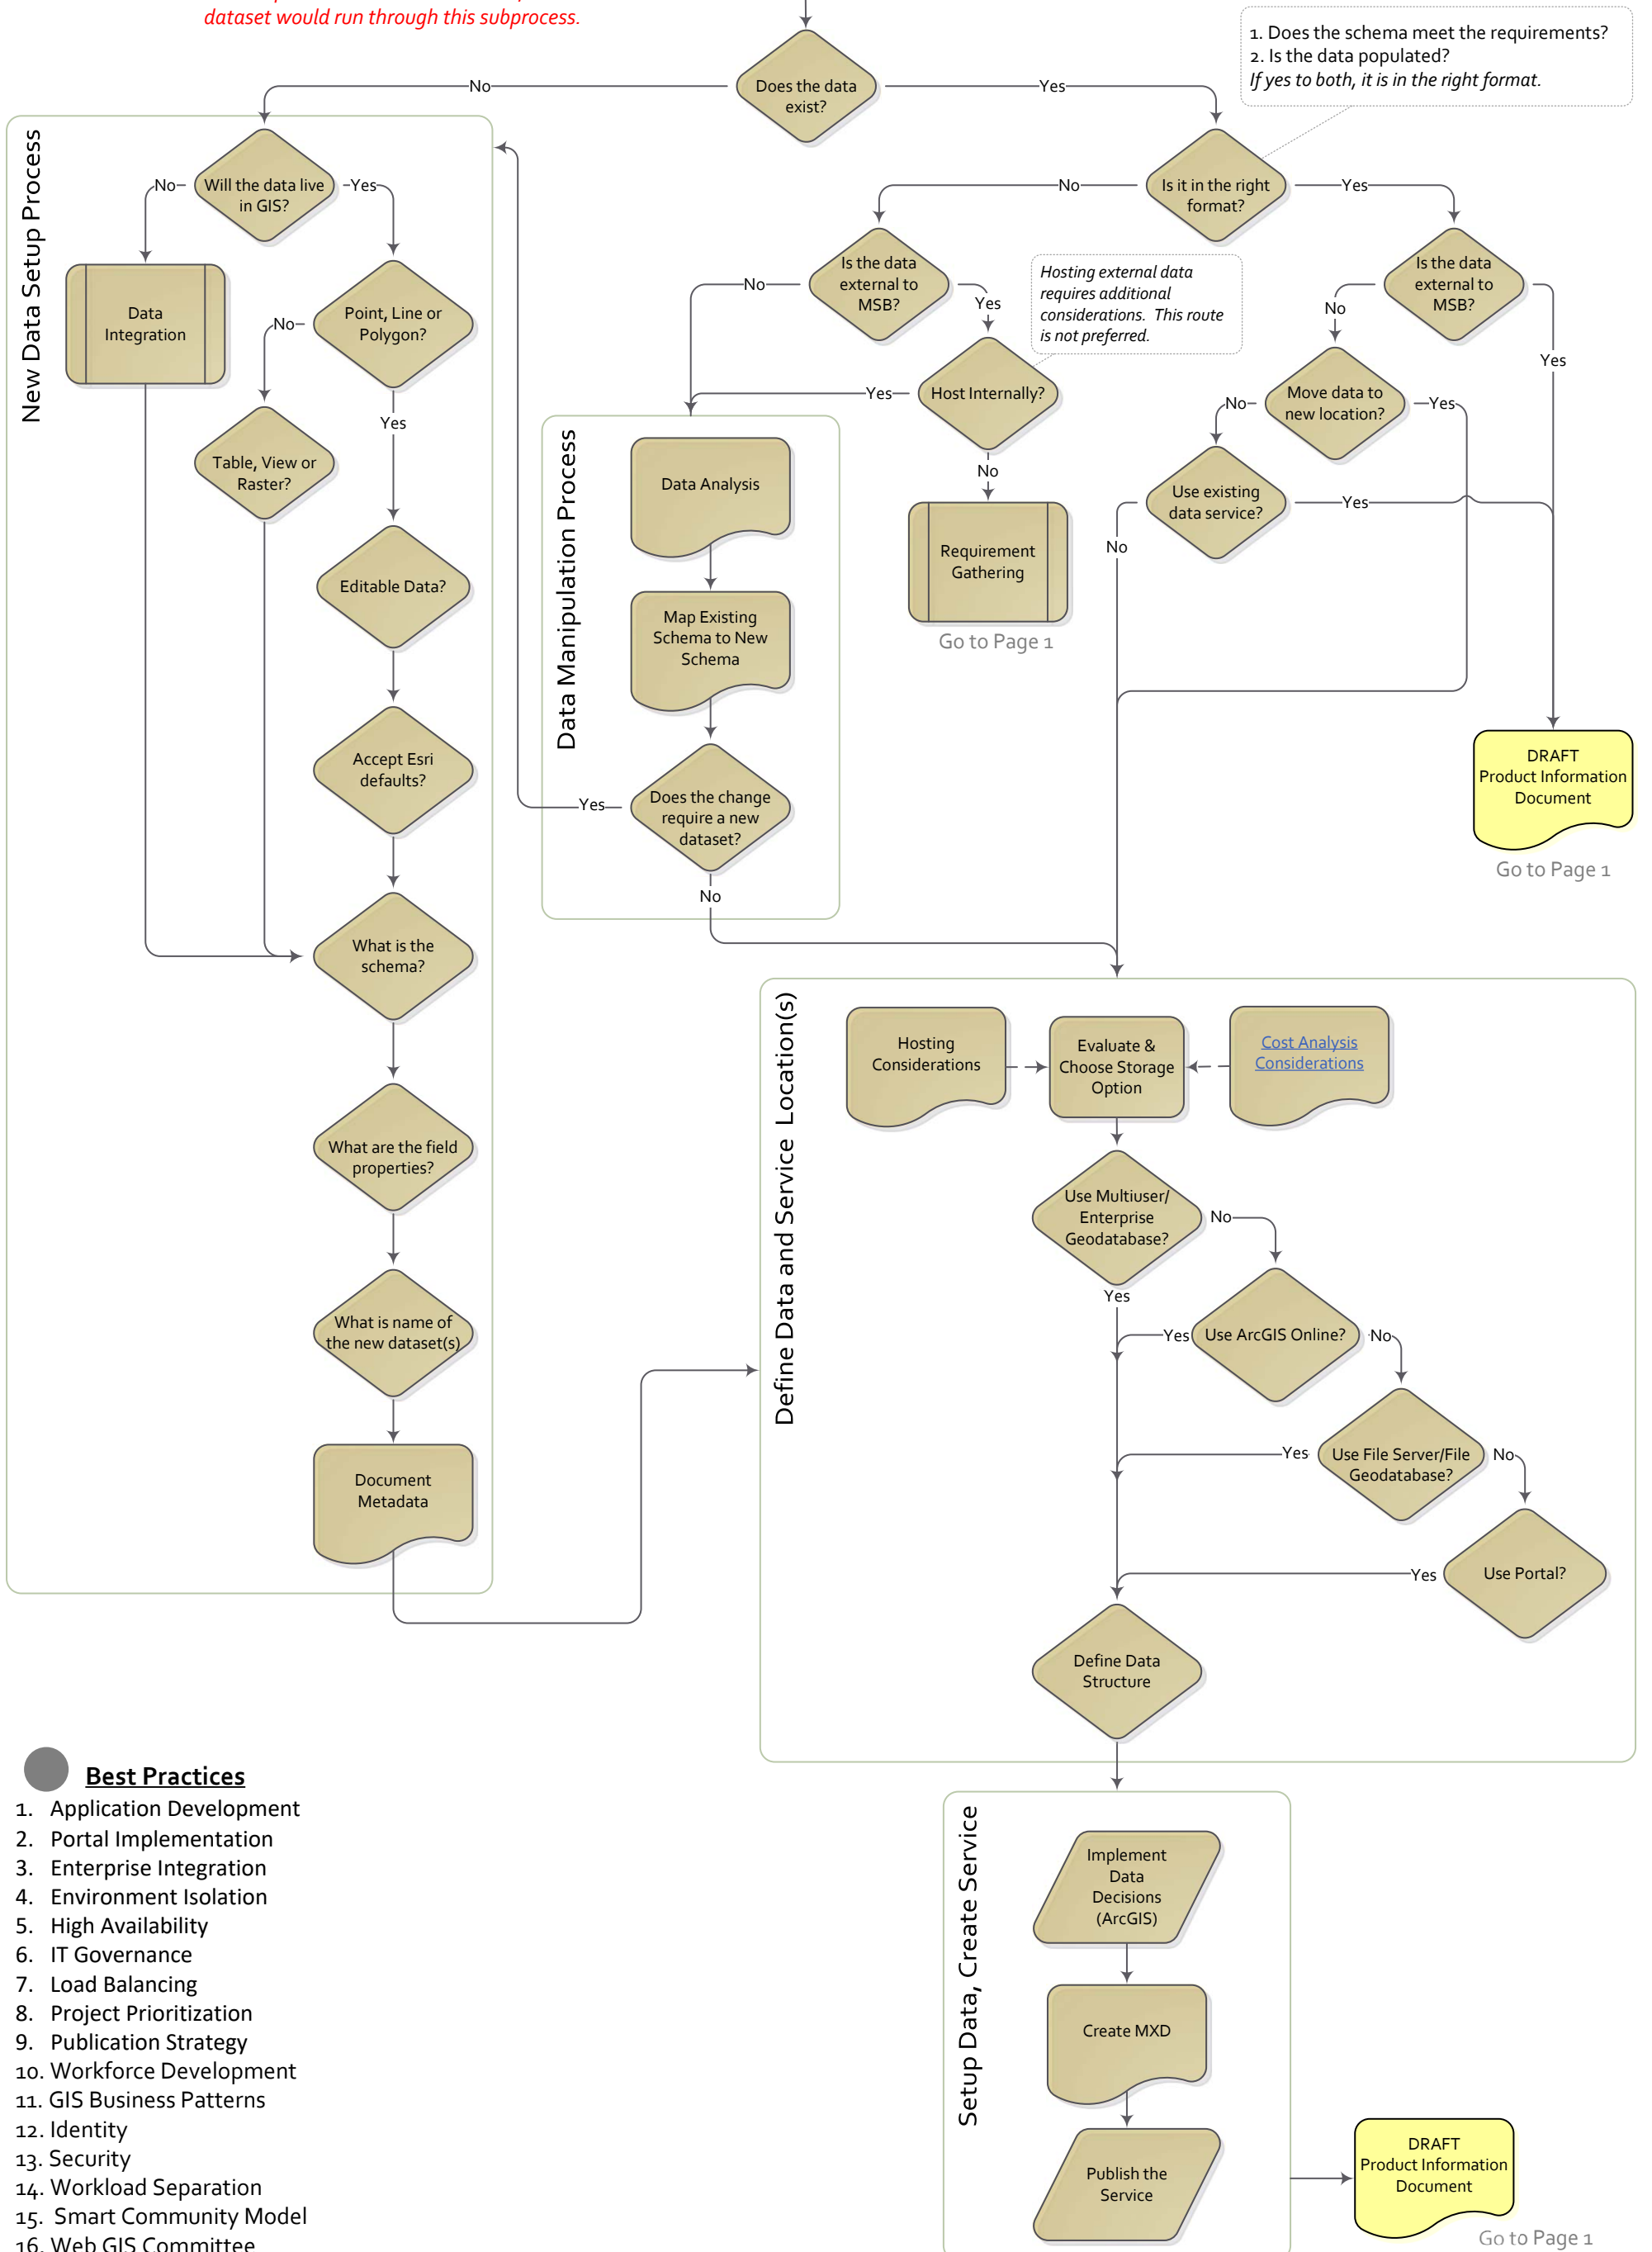 dataset would run through this subprocess.
1. Does the schema meet the requirements?
2. Is the data populated?
If yes to both, it is in the right format.
Does the data
exist?
No
Yes
New Data Setup Process
Will the data live
in GIS?
No
Yes
Data
Integration
Point, Line or
Polygon?
No
Yes
Table, View or
Raster?
Editable Data?
Accept Esri
defaults?
What is the
schema?
What are the field
properties?
What is name of
the new dataset(s)
Document
Metadata
Is it in the right
format?
No
Yes
Is the data
external to
MSB?
No
Yes
Hosting external data
requires additional
considerations.  This route
is not preferred.
Host Internally?
Yes
No
Requirement
Gathering
Go to Page 1
Is the data
external to
MSB?
No
Yes
Move data to
new location?
No
Yes
Use existing
data service?
Yes
No
DRAFT
Product Information
Document
Go to Page 1
Data Manipulation Process
Data Analysis
Map Existing
Schema to New
Schema
Does the change
require a new
dataset?
Yes
No
Define Data and Service Location(s)
Hosting
Considerations
Evaluate &
Choose Storage
Option
Cost Analysis
Considerations
Use Multiuser/
Enterprise
Geodatabase?
No
Yes
Use ArcGIS Online?
Yes
No
Use File Server/File
Geodatabase?
Yes
No
Use Portal?
Yes
Define Data
Structure
Setup Data, Create Service
Implement
Data
Decisions
(ArcGIS)
Create MXD
Publish the
Service
DRAFT
Product Information
Document
Go to Page 1
Best Practices
1. Application Development
2. Portal Implementation
3. Enterprise Integration
4. Environment Isolation
5. High Availability
6. IT Governance
7. Load Balancing
8. Project Prioritization
9. Publication Strategy
10. Workforce Development
11. GIS Business Patterns
12. Identity
13. Security
14. Workload Separation
15. Smart Community Model
16. Web GIS Committee